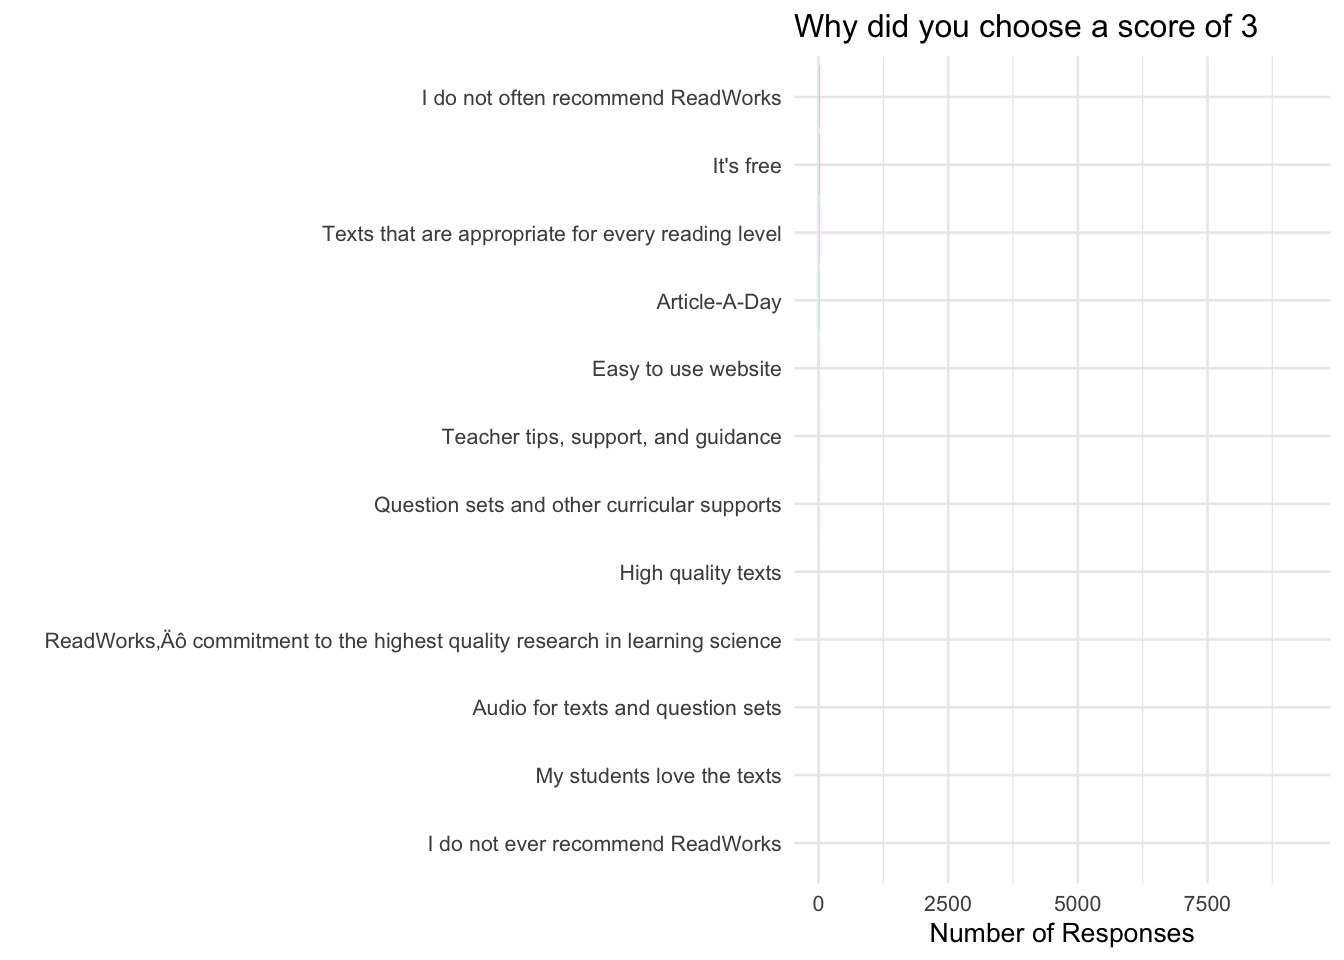 Why did you choose a score of 3
I do not often recommend ReadWorks
It's free
Texts that are appropriate for every reading level
Article-A-Day
Easy to use website
Teacher tips, support, and guidance
Question sets and other curricular supports
High quality texts
ReadWorks‚Äô commitment to the highest quality research in learning science
Audio for texts and question sets
My students love the texts
I do not ever recommend ReadWorks
0 2500 5000 7500
Number of Responses